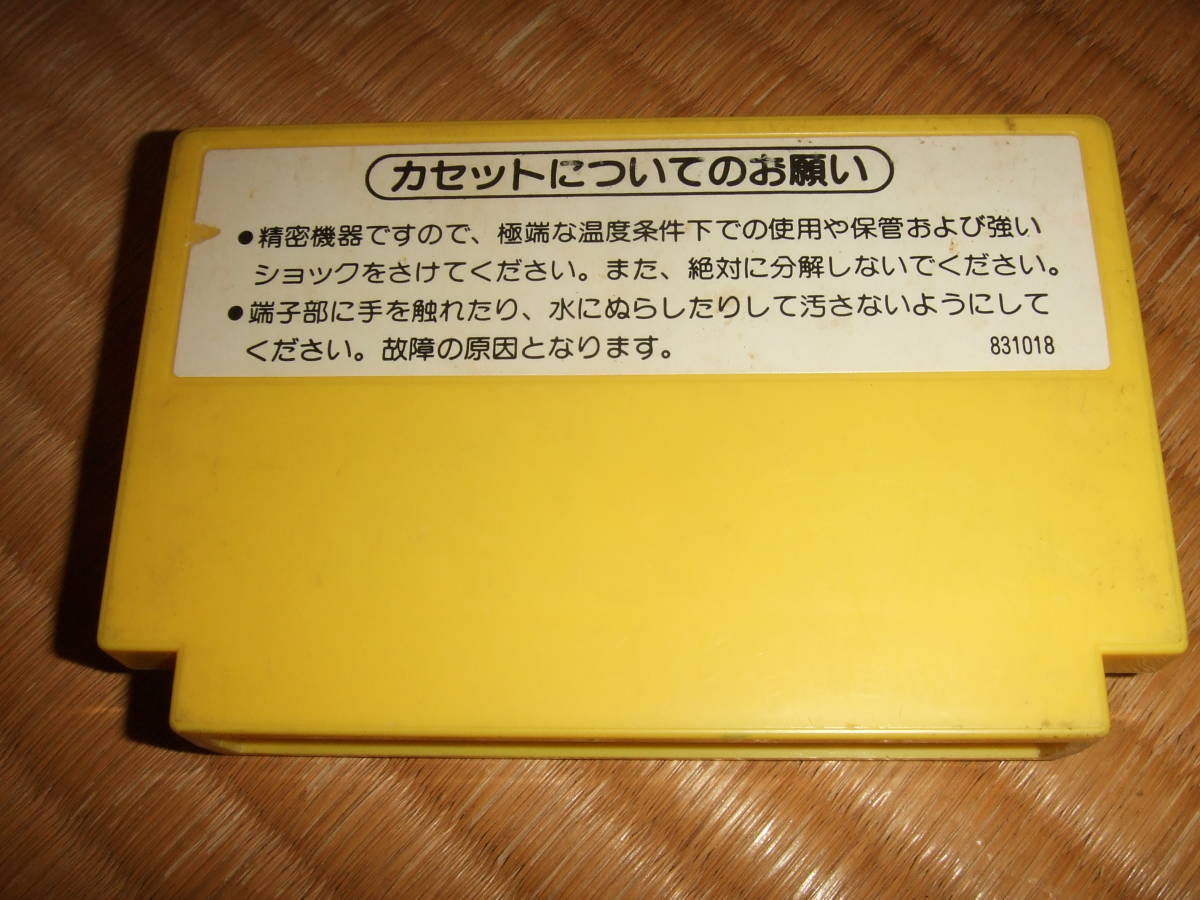 カセットについてのお願い
●精密機器ですので、極端な温度条件下での使用や保管および強い
ショックをさけてください。また、絶対に分解しないでください。
●端子部に手を触れたり、水にぬらしたりして汚さないようにして
ください。故障の原因となります。 831018